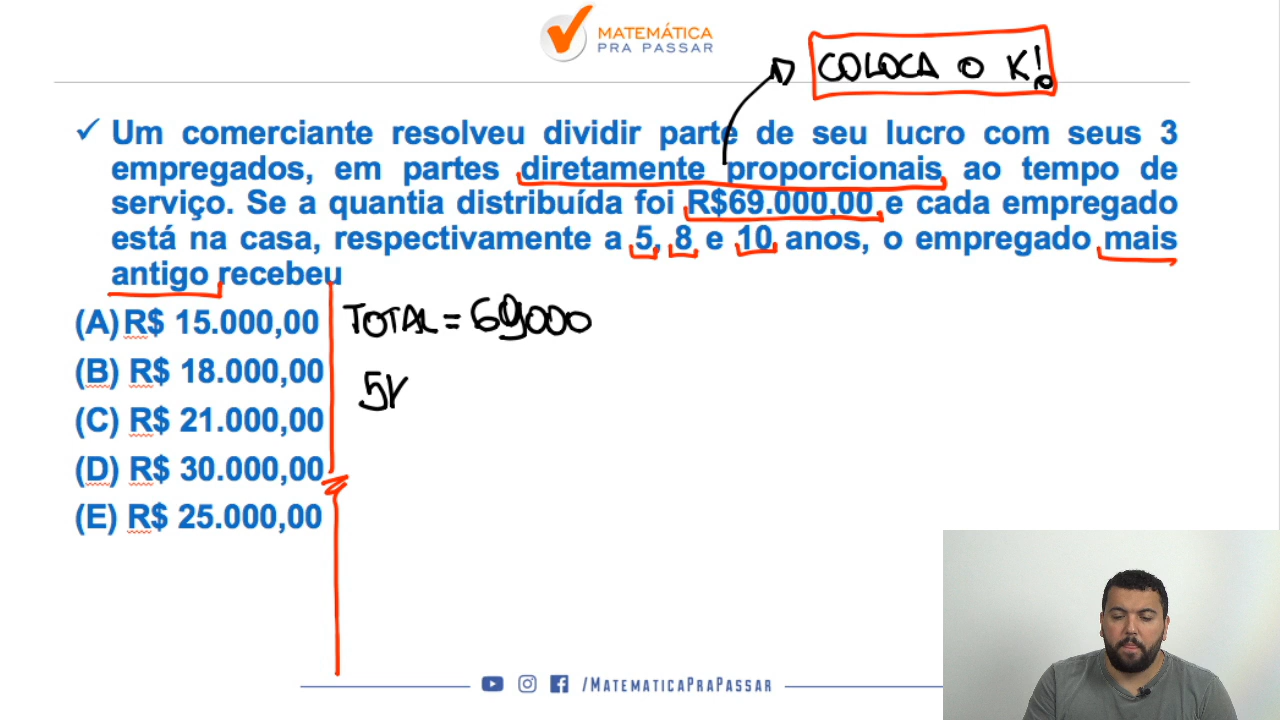 MATEMÁTICA
PRA PASSAR
COLOCA O K!
Um comerciante resolveu dividir parte de seu lucro com seus 3
empregados, em partes diretamente proporcionais ao tempo de
serviço. Se a quantia distribuída foi R$69.000,00 e cada empregado
está na casa, respectivamente a 5, 8 e 10 anos, o empregado mais
antigo recebeu
(A) R$ 15.000,00
TOTAL = 69000
(B) R$ 18.000,00
5K
(C) R$ 21.000,00
(D) R$ 30.000,00
(E) R$ 25.000,00
/MATEMATICAPRAPASSAR